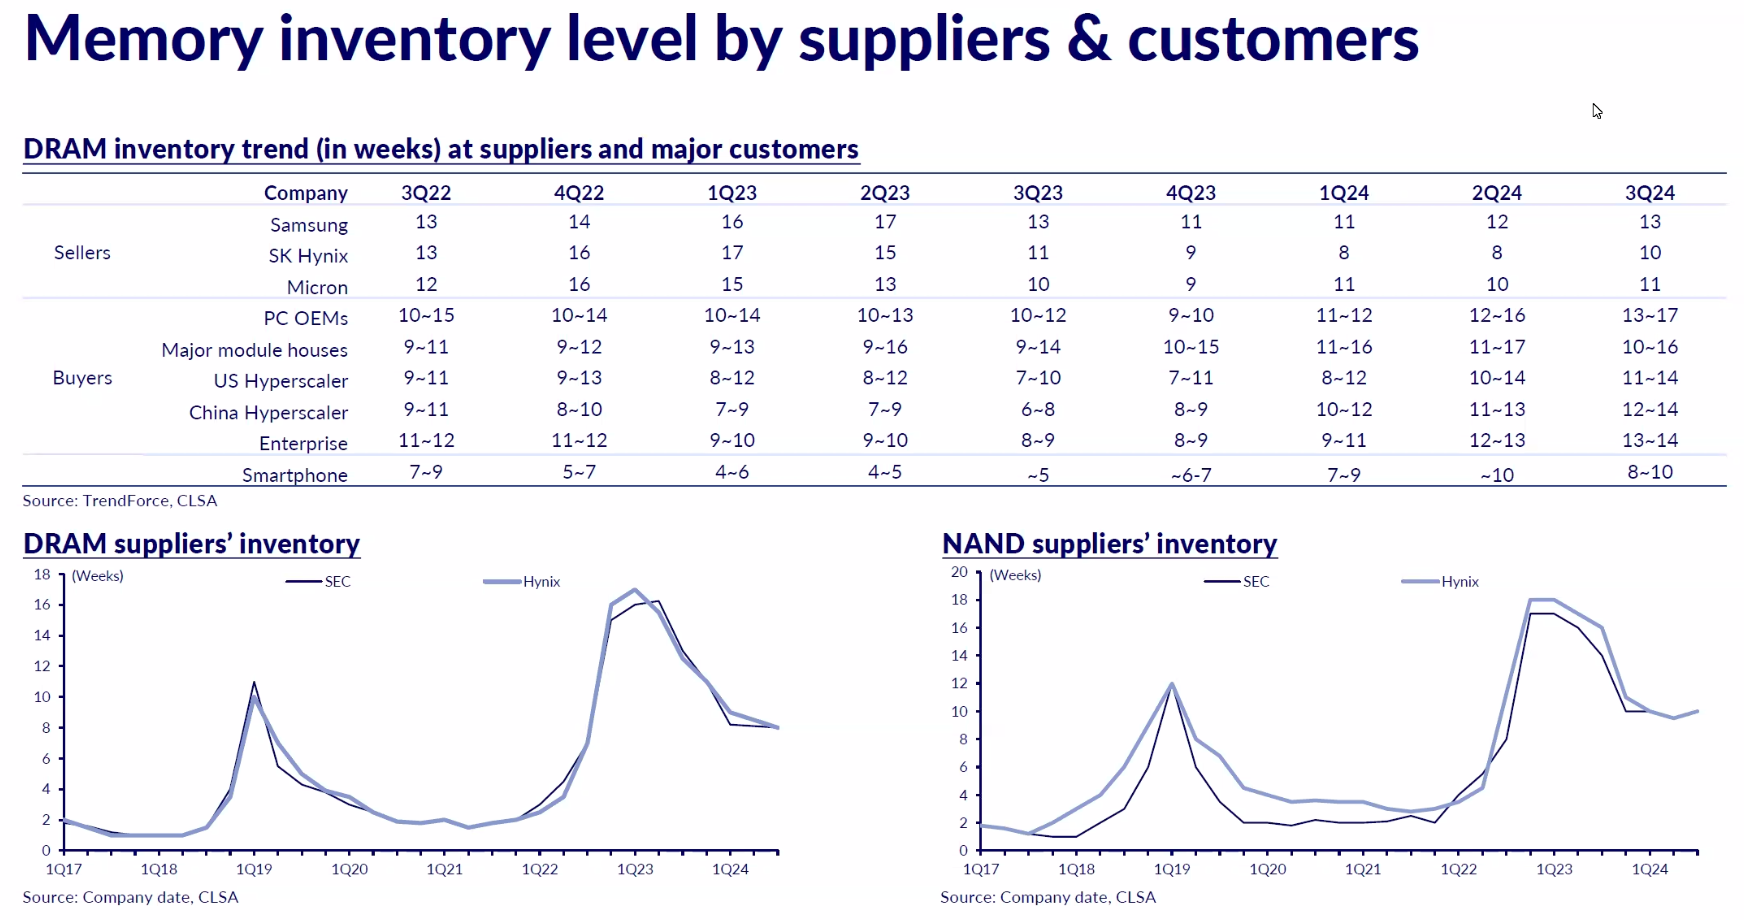 Memory inventory level by suppliers & customers
DRAM inventory trend (in weeks) at suppliers and major customers
Company 3Q22 4Q22 1Q23 2Q23 3Q23 4Q23 1Q24 2Q24 3Q24
Sellers
Samsung 13 14 16 17 13 11 11 12 13
SK Hynix 13 16 17 15 11 9 8 8 10
Micron 12 16 15 13 10 9 11 10 11
Buyers
PC OEMs 10~15 10~14 10~14 10~13 10~12 9~10 11~12 12~16 13~17
Major module houses 9~11 9~12 9~13 9~16 9~14 10~15 11~16 11~17 10~16
US Hyperscaler 9~11 9~13 8~12 8~12 7~10 7~11 8~12 10~14 11~14
China Hyperscaler 9~11 8~10 7~9 7~9 6~8 8~9 10~12 11~13 12~14
Enterprise 11~12 11~12 9~10 9~10 8~9 8~9 9~11 12~13 13~14
Smartphone 7~9 5~7 4~6 4~5 ~5 ~6-7 7~9 ~10 8~10
Source: TrendForce, CLSA
DRAM suppliers’ inventory
(Weeks)
SEC Hynix
18
16
14
12
10
8
6
4
2
0
1Q17 1Q18 1Q19 1Q20 1Q21 1Q22 1Q23 1Q24
Source: Company date, CLSA
NAND suppliers’ inventory
(Weeks)
SEC Hynix
20
18
16
14
12
10
8
6
4
2
0
1Q17 1Q18 1Q19 1Q20 1Q21 1Q22 1Q23 1Q24
Source: Company date, CLSA